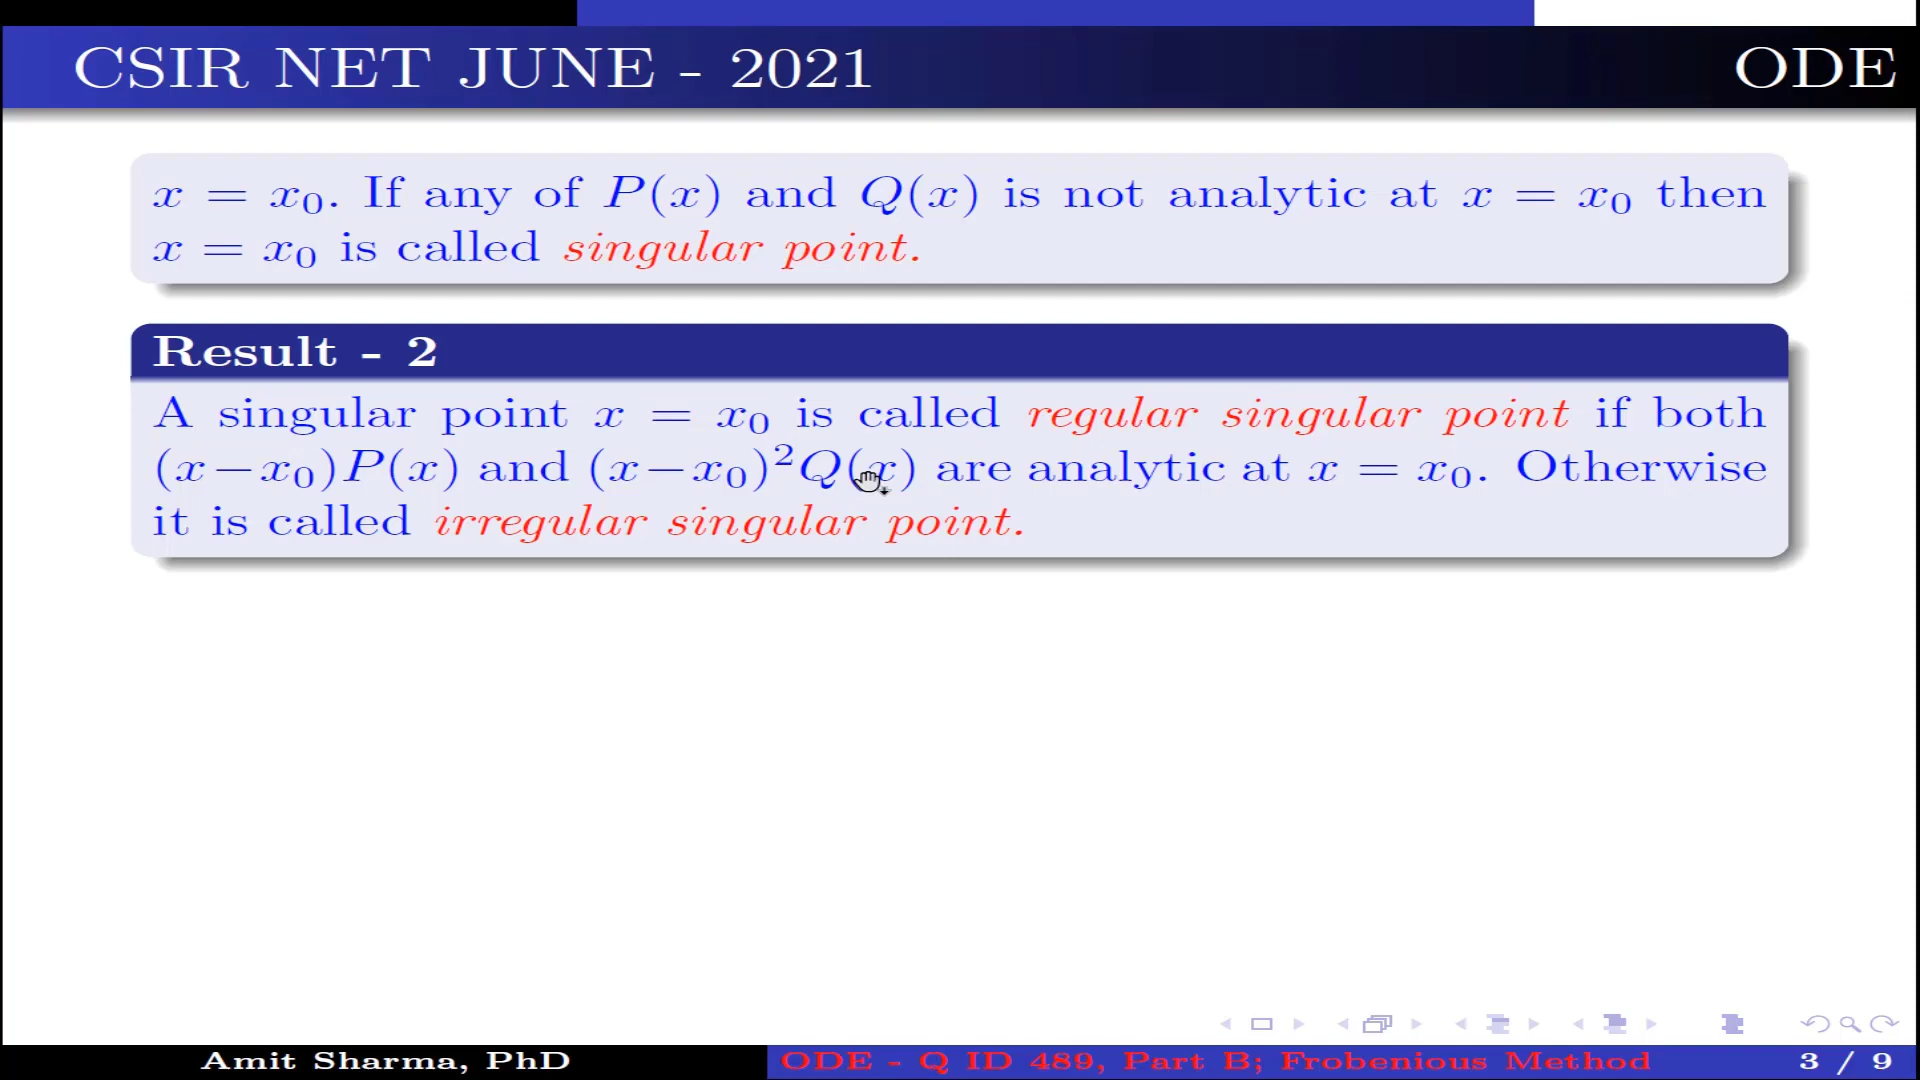 CSIR NET JUNE - 2021 ODE
x = x₀. If any of P(x) and Q(x) is not analytic at x = x₀ then
x = x₀ is called singular point.
Result - 2
A singular point x = x₀ is called regular singular point if both
(x−x₀)P(x) and (x−x₀)²Q(x) are analytic at x = x₀. Otherwise
it is called irregular singular point.
Amit Sharma, PhD ODE - Q ID 489, Part B; Frobenious Method 3 / 9